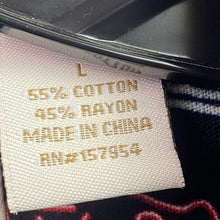 L
55% COTTON
45% RAYON
MADE IN CHINA
RN#157954